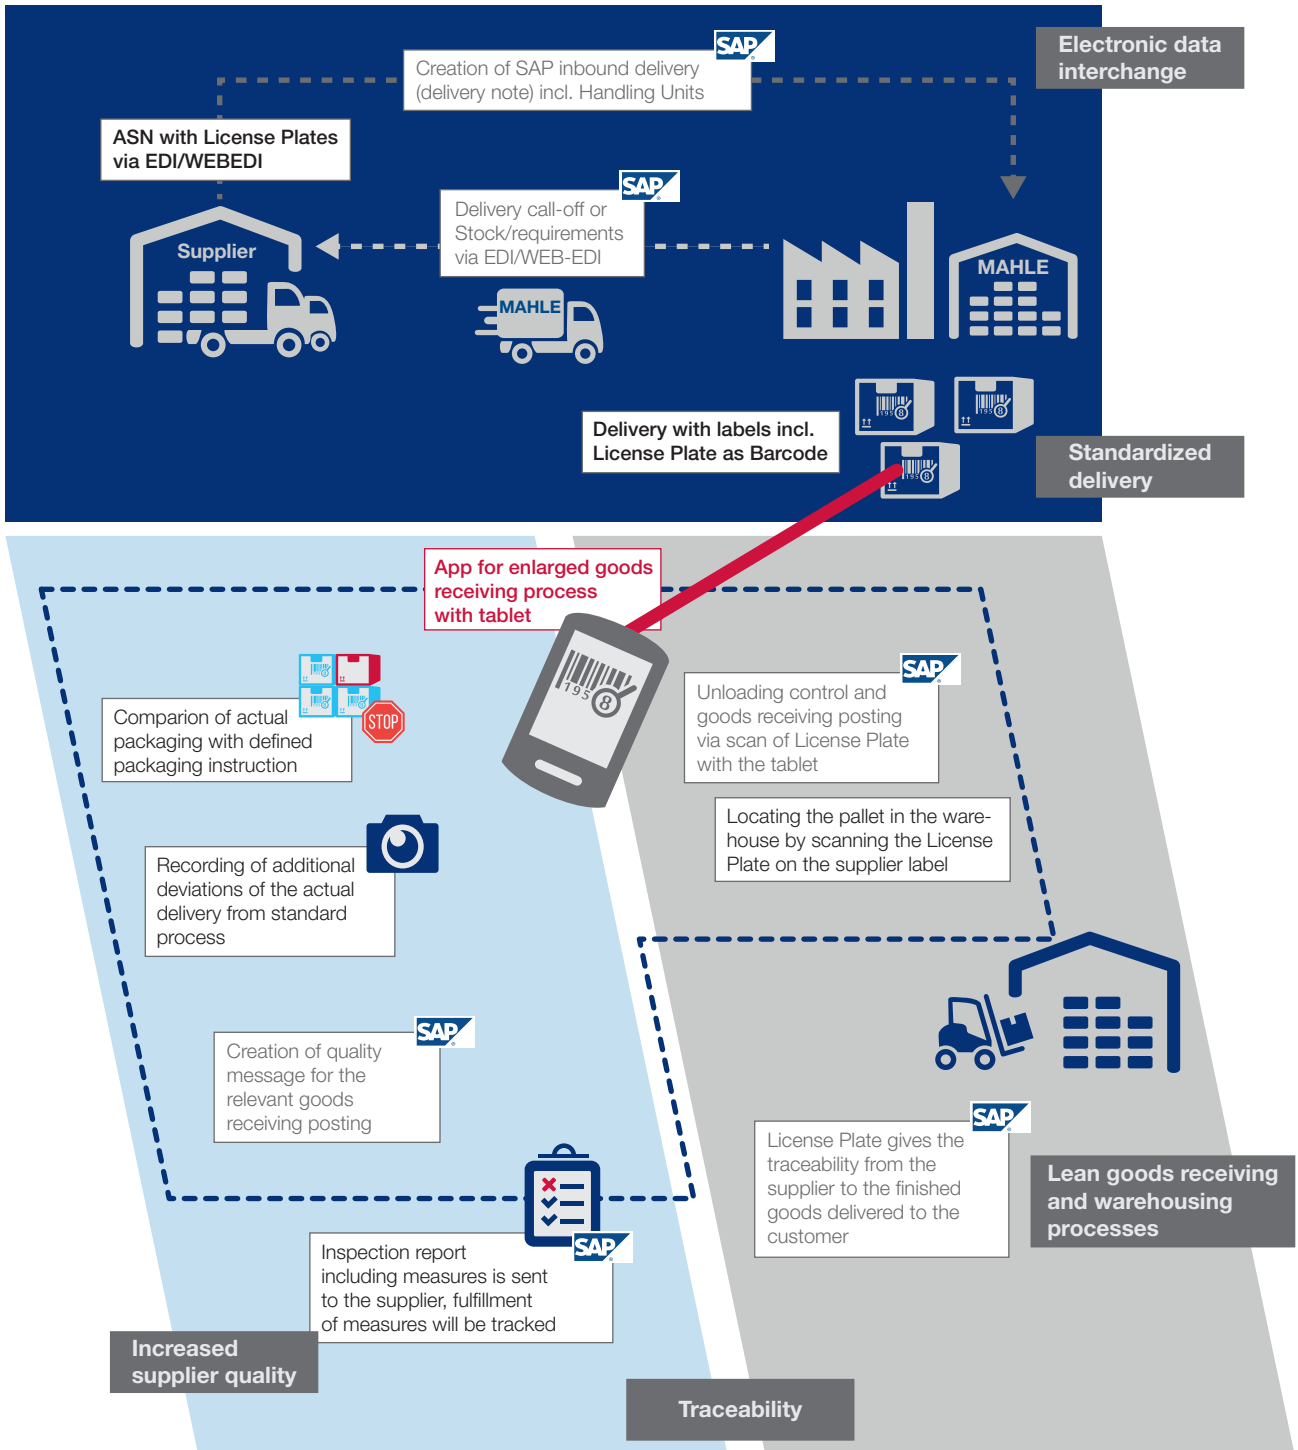 SAP
Electronic data
interchange
Creation of SAP inbound delivery
(delivery note) incl. Handling Units
ASN with License Plates
via EDI/WEBEDI
SAP
Delivery call-off or
Stock/requirements
via EDI/WEB-EDI
Supplier
MAHLE
MAHLE
195 8
195 8
195 8
Delivery with labels incl.
License Plate as Barcode
Standardized
delivery
App for enlarged goods
receiving process
with tablet
195 8
STOP
Comparion of actual
packaging with defined
packaging instruction
SAP
Unloading control and
goods receiving posting
via scan of License Plate
with the tablet
Locating the pallet in the ware-
house by scanning the License
Plate on the supplier label
Recording of additional
deviations of the actual
delivery from standard
process
SAP
Creation of quality
message for the
relevant goods
receiving posting
SAP
License Plate gives the
traceability from the
supplier to the finished
goods delivered to the
customer
Lean goods receiving
and warehousing
processes
SAP
Inspection report
including measures is sent
to the supplier, fulfillment
of measures will be tracked
Increased
supplier quality
Traceability